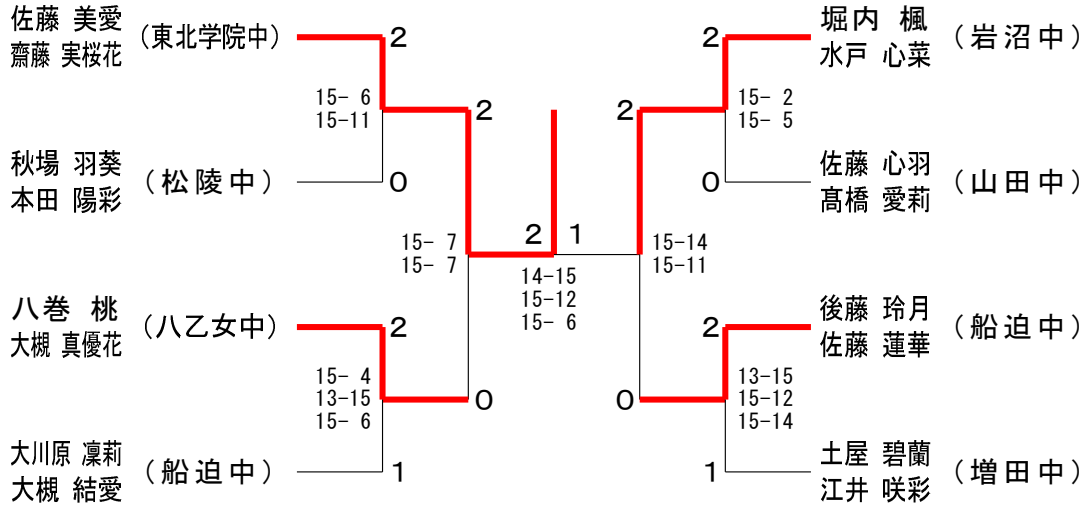 佐藤 美愛
齋藤 実桜花
(東北学院中)
2
15- 6
15-11
2
秋場 羽葵
本田 陽彩
(松陵中)
0
15- 7
15- 7
八巻 桃
大槻 真優花
(八乙女中)
2
15- 4
13-15
15- 6
0
大川原 凜莉
大槻 結愛
(船迫中)
1
2 1
14-15
15-12
15- 6
堀内 楓
水戸 心菜
(岩沼中)
2
15- 2
15- 5
2
佐藤 心羽
髙橋 愛莉
(山田中)
0
15-14
15-11
後藤 玲月
佐藤 蓮華
(船迫中)
2
13-15
15-12
15-14
0
土屋 碧蘭
江井 咲彩
(増田中)
1